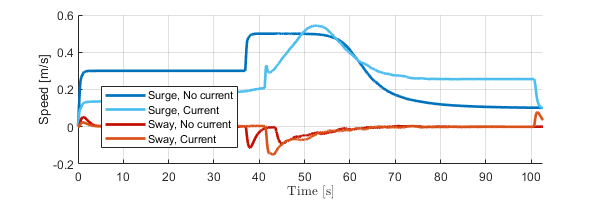 0.6
0.4
0.2
0
-0.2
Speed [m/s]
Surge, No current
Surge, Current
Sway, No current
Sway, Current
0 10 20 30 40 50 60 70 80 90 100
Time [s]